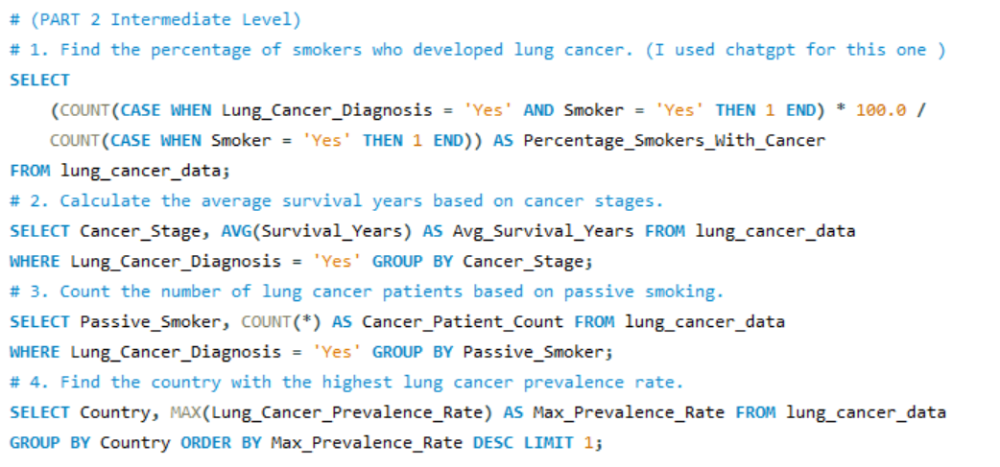 # (PART 2 Intermediate Level)
# 1. Find the percentage of smokers who developed lung cancer. (I used chatgpt for this one )
SELECT
    (COUNT(CASE WHEN Lung_Cancer_Diagnosis = 'Yes' AND Smoker = 'Yes' THEN 1 END) * 100.0 /
    COUNT(CASE WHEN Smoker = 'Yes' THEN 1 END)) AS Percentage_Smokers_With_Cancer
FROM lung_cancer_data;
# 2. Calculate the average survival years based on cancer stages.
SELECT Cancer_Stage, AVG(Survival_Years) AS Avg_Survival_Years FROM lung_cancer_data
WHERE Lung_Cancer_Diagnosis = 'Yes' GROUP BY Cancer_Stage;
# 3. Count the number of lung cancer patients based on passive smoking.
SELECT Passive_Smoker, COUNT(*) AS Cancer_Patient_Count FROM lung_cancer_data
WHERE Lung_Cancer_Diagnosis = 'Yes' GROUP BY Passive_Smoker;
# 4. Find the country with the highest lung cancer prevalence rate.
SELECT Country, MAX(Lung_Cancer_Prevalence_Rate) AS Max_Prevalence_Rate FROM lung_cancer_data
GROUP BY Country ORDER BY Max_Prevalence_Rate DESC LIMIT 1;